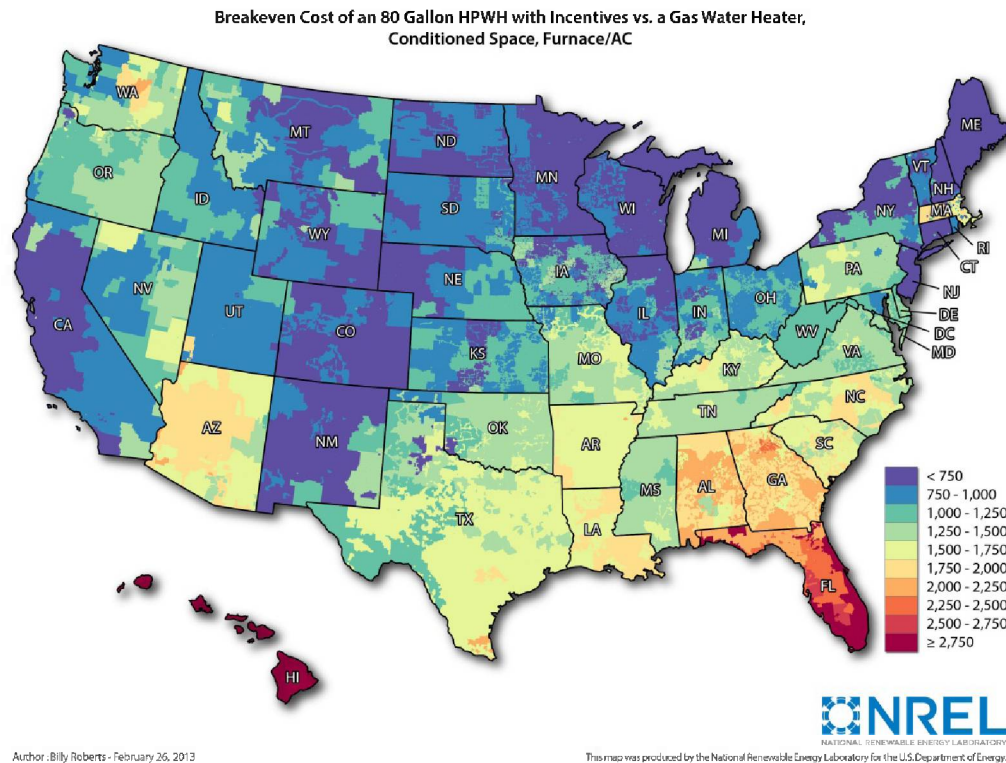 Breakeven Cost of an 80 Gallon HPWH with Incentives vs. a Gas Water Heater,
Conditioned Space, Furnace/AC
WA
MT
ND
MN
ME
OR
ID
SD
WI
VT
NH
WY
MI
NY
MA
RI
CT
NV
NE
IA
PA
NJ
UT
IL
IN
OH
DE
CA
CO
WV
DC
MD
KS
MO
KY
VA
AZ
NM
OK
TN
NC
AR
SC
MS
AL
GA
TX
LA
FL
HI
< 750
750 - 1,000
1,000 - 1,250
1,250 - 1,500
1,500 - 1,750
1,750 - 2,000
2,000 - 2,250
2,250 - 2,500
2,500 - 2,750
≥ 2,750
NREL
NATIONAL RENEWABLE ENERGY LABORATORY
Author :Billy Roberts - February 26, 2013
This map was produced by the National Renewable Energy Laboratory for the U.S.Department of Energy.